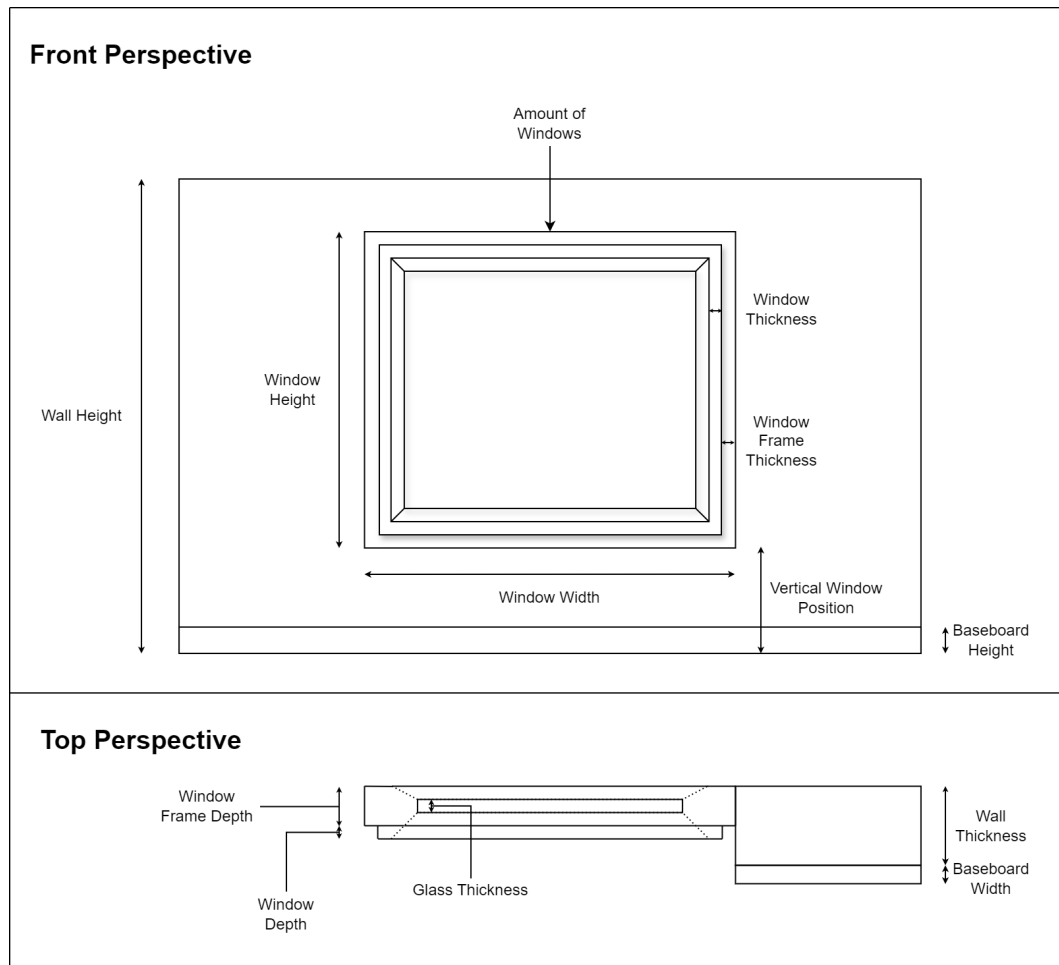 Front Perspective
Amount of
Windows
Window
Thickness
Window
Height
Wall Height
Window
Frame
Thickness
Window Width
Vertical Window
Position
Baseboard
Height
Top Perspective
Window
Frame Depth
Wall
Thickness
Glass Thickness
Baseboard
Width
Window
Depth